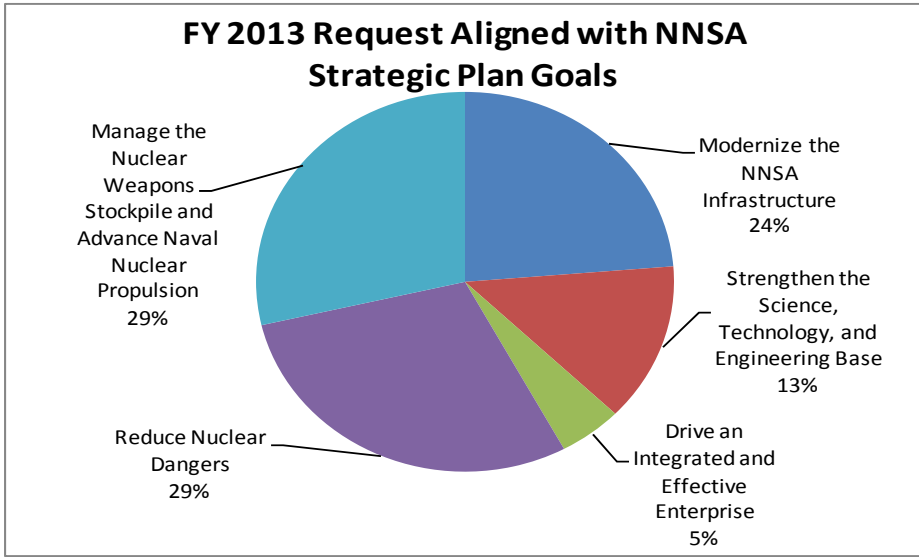 FY 2013 Request Aligned with NNSA
Strategic Plan Goals
Manage the
Nuclear
Weapons
Stockpile and
Advance Naval
Nuclear
Propulsion
29%
Modernize the
NNSA
Infrastructure
24%
Strengthen the
Science,
Technology, and
Engineering Base
13%
Reduce Nuclear
Dangers
29%
Drive an
Integrated and
Effective
Enterprise
5%